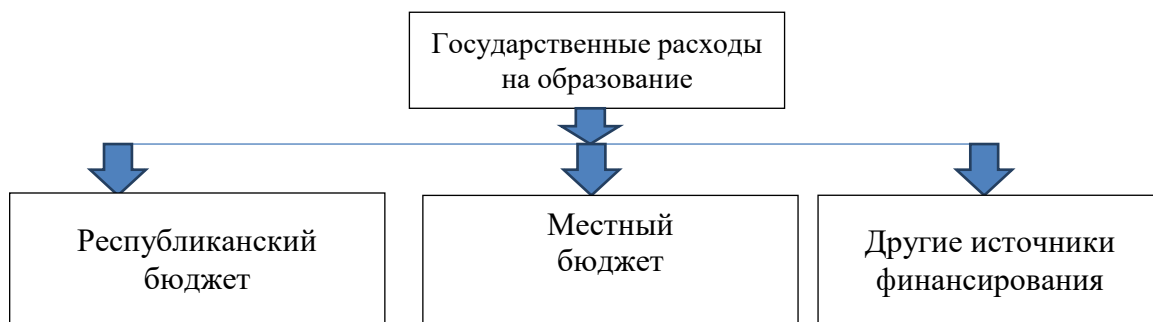 Государственные расходы
на образование
Республиканский
бюджет
Местный
бюджет
Другие источники
финансирования